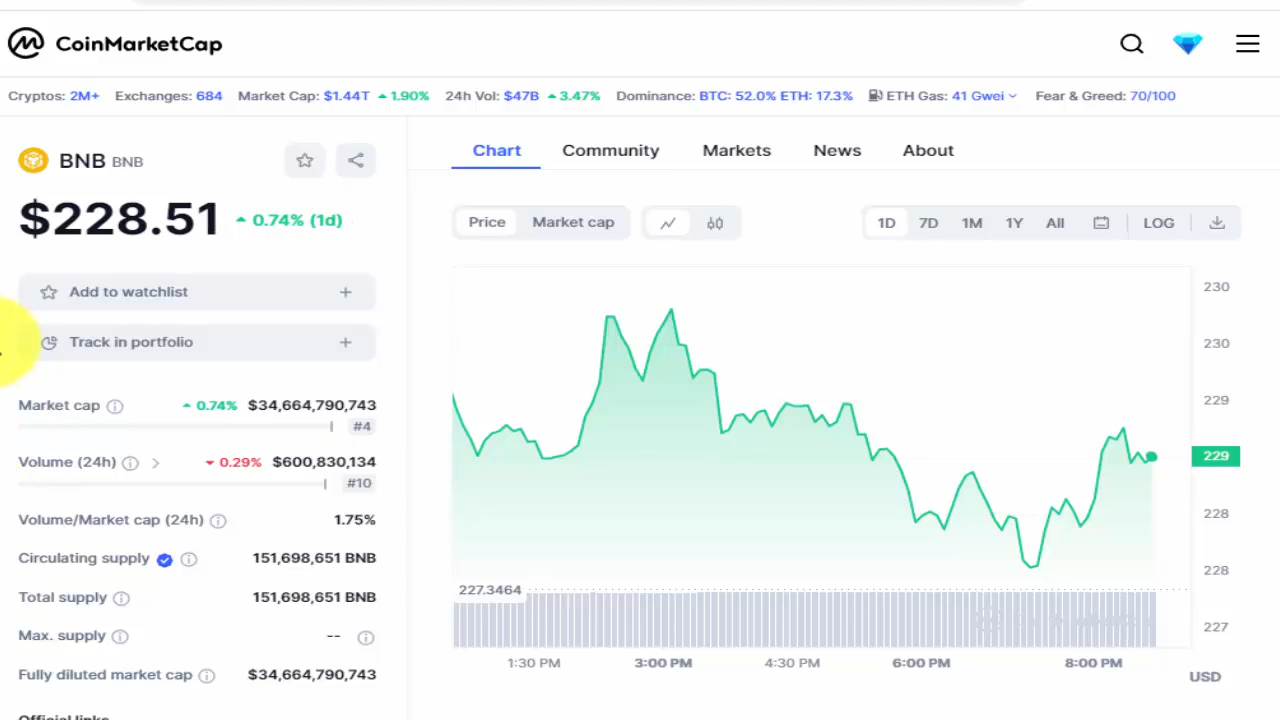 CoinMarketCap
Cryptos: 2M+ Exchanges: 684 Market Cap: $1.44T 1.90% 24h Vol: $47B 3.47% Dominance: BTC: 52.0% ETH: 17.3% ETH Gas: 41 Gwei Fear & Greed: 70/100
BNB BNB
$228.51 0.74% (1d)
Add to watchlist +
Track in portfolio +
Market cap 0.74% $34,664,790,743
#4
Volume (24h) 0.29% $600,830,134
#10
Volume/Market cap (24h) 1.75%
Circulating supply 151,698,651 BNB
Total supply 151,698,651 BNB
Max. supply --
Fully diluted market cap $34,664,790,743
Official links
Chart Community Markets News About
Price Market cap 1D 7D 1M 1Y All LOG
230
230
229
229
228
228
227.3464
227
1:30 PM 3:00 PM 4:30 PM 6:00 PM 8:00 PM
USD